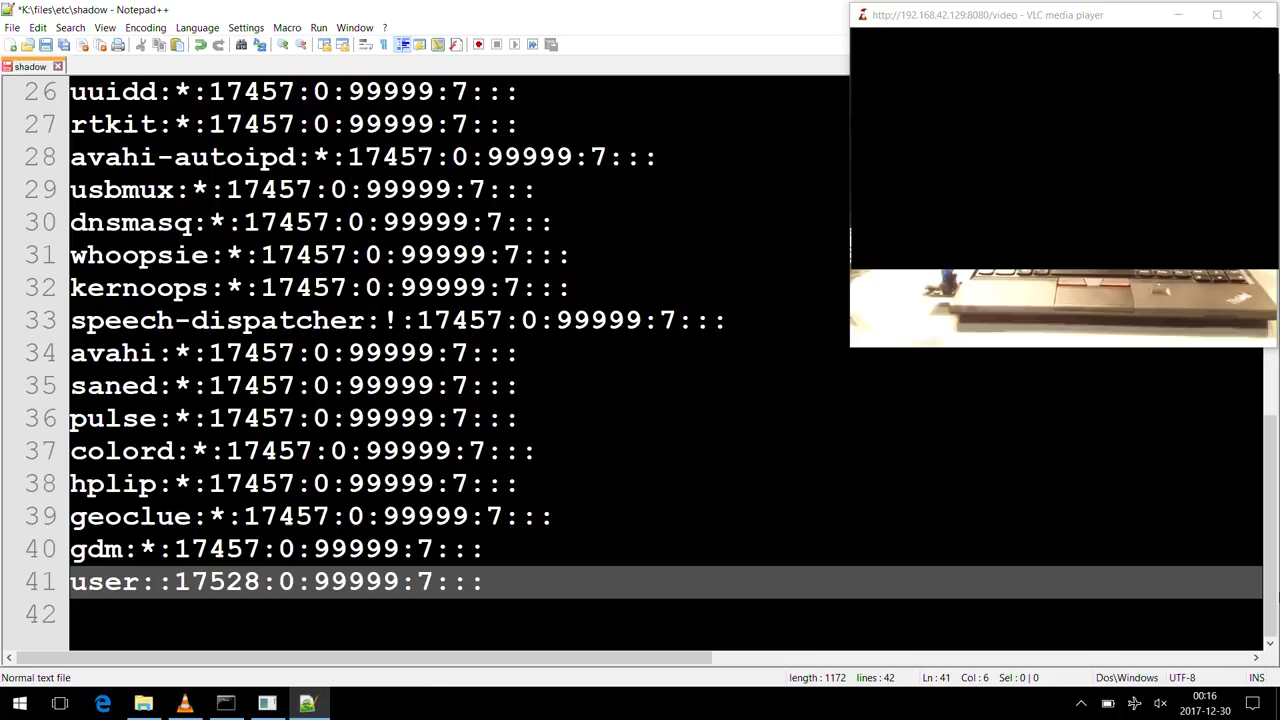 *K:\files\etc\shadow - Notepad++
http://192.168.42.129:8080/video - VLC media player
File Edit Search View Encoding Language Settings Macro Run Window ?
shadow
26 uuidd:*:17457:0:99999:7:::
27 rtkit:*:17457:0:99999:7:::
28 avahi-autoipd:*:17457:0:99999:7:::
29 usbmux:*:17457:0:99999:7:::
30 dnsmasq:*:17457:0:99999:7:::
31 whoopsie:*:17457:0:99999:7:::
32 kernoops:*:17457:0:99999:7:::
33 speech-dispatcher:!:17457:0:99999:7:::
34 avahi:*:17457:0:99999:7:::
35 saned:*:17457:0:99999:7:::
36 pulse:*:17457:0:99999:7:::
37 colord:*:17457:0:99999:7:::
38 hplip:*:17457:0:99999:7:::
39 geoclue:*:17457:0:99999:7:::
40 gdm:*:17457:0:99999:7:::
41 user::17528:0:99999:7:::
42
Normal text file length : 1172 lines : 42 Ln : 41 Col : 6 Sel : 0 | 0 Dos\Windows UTF-8 INS
00:16
2017-12-30